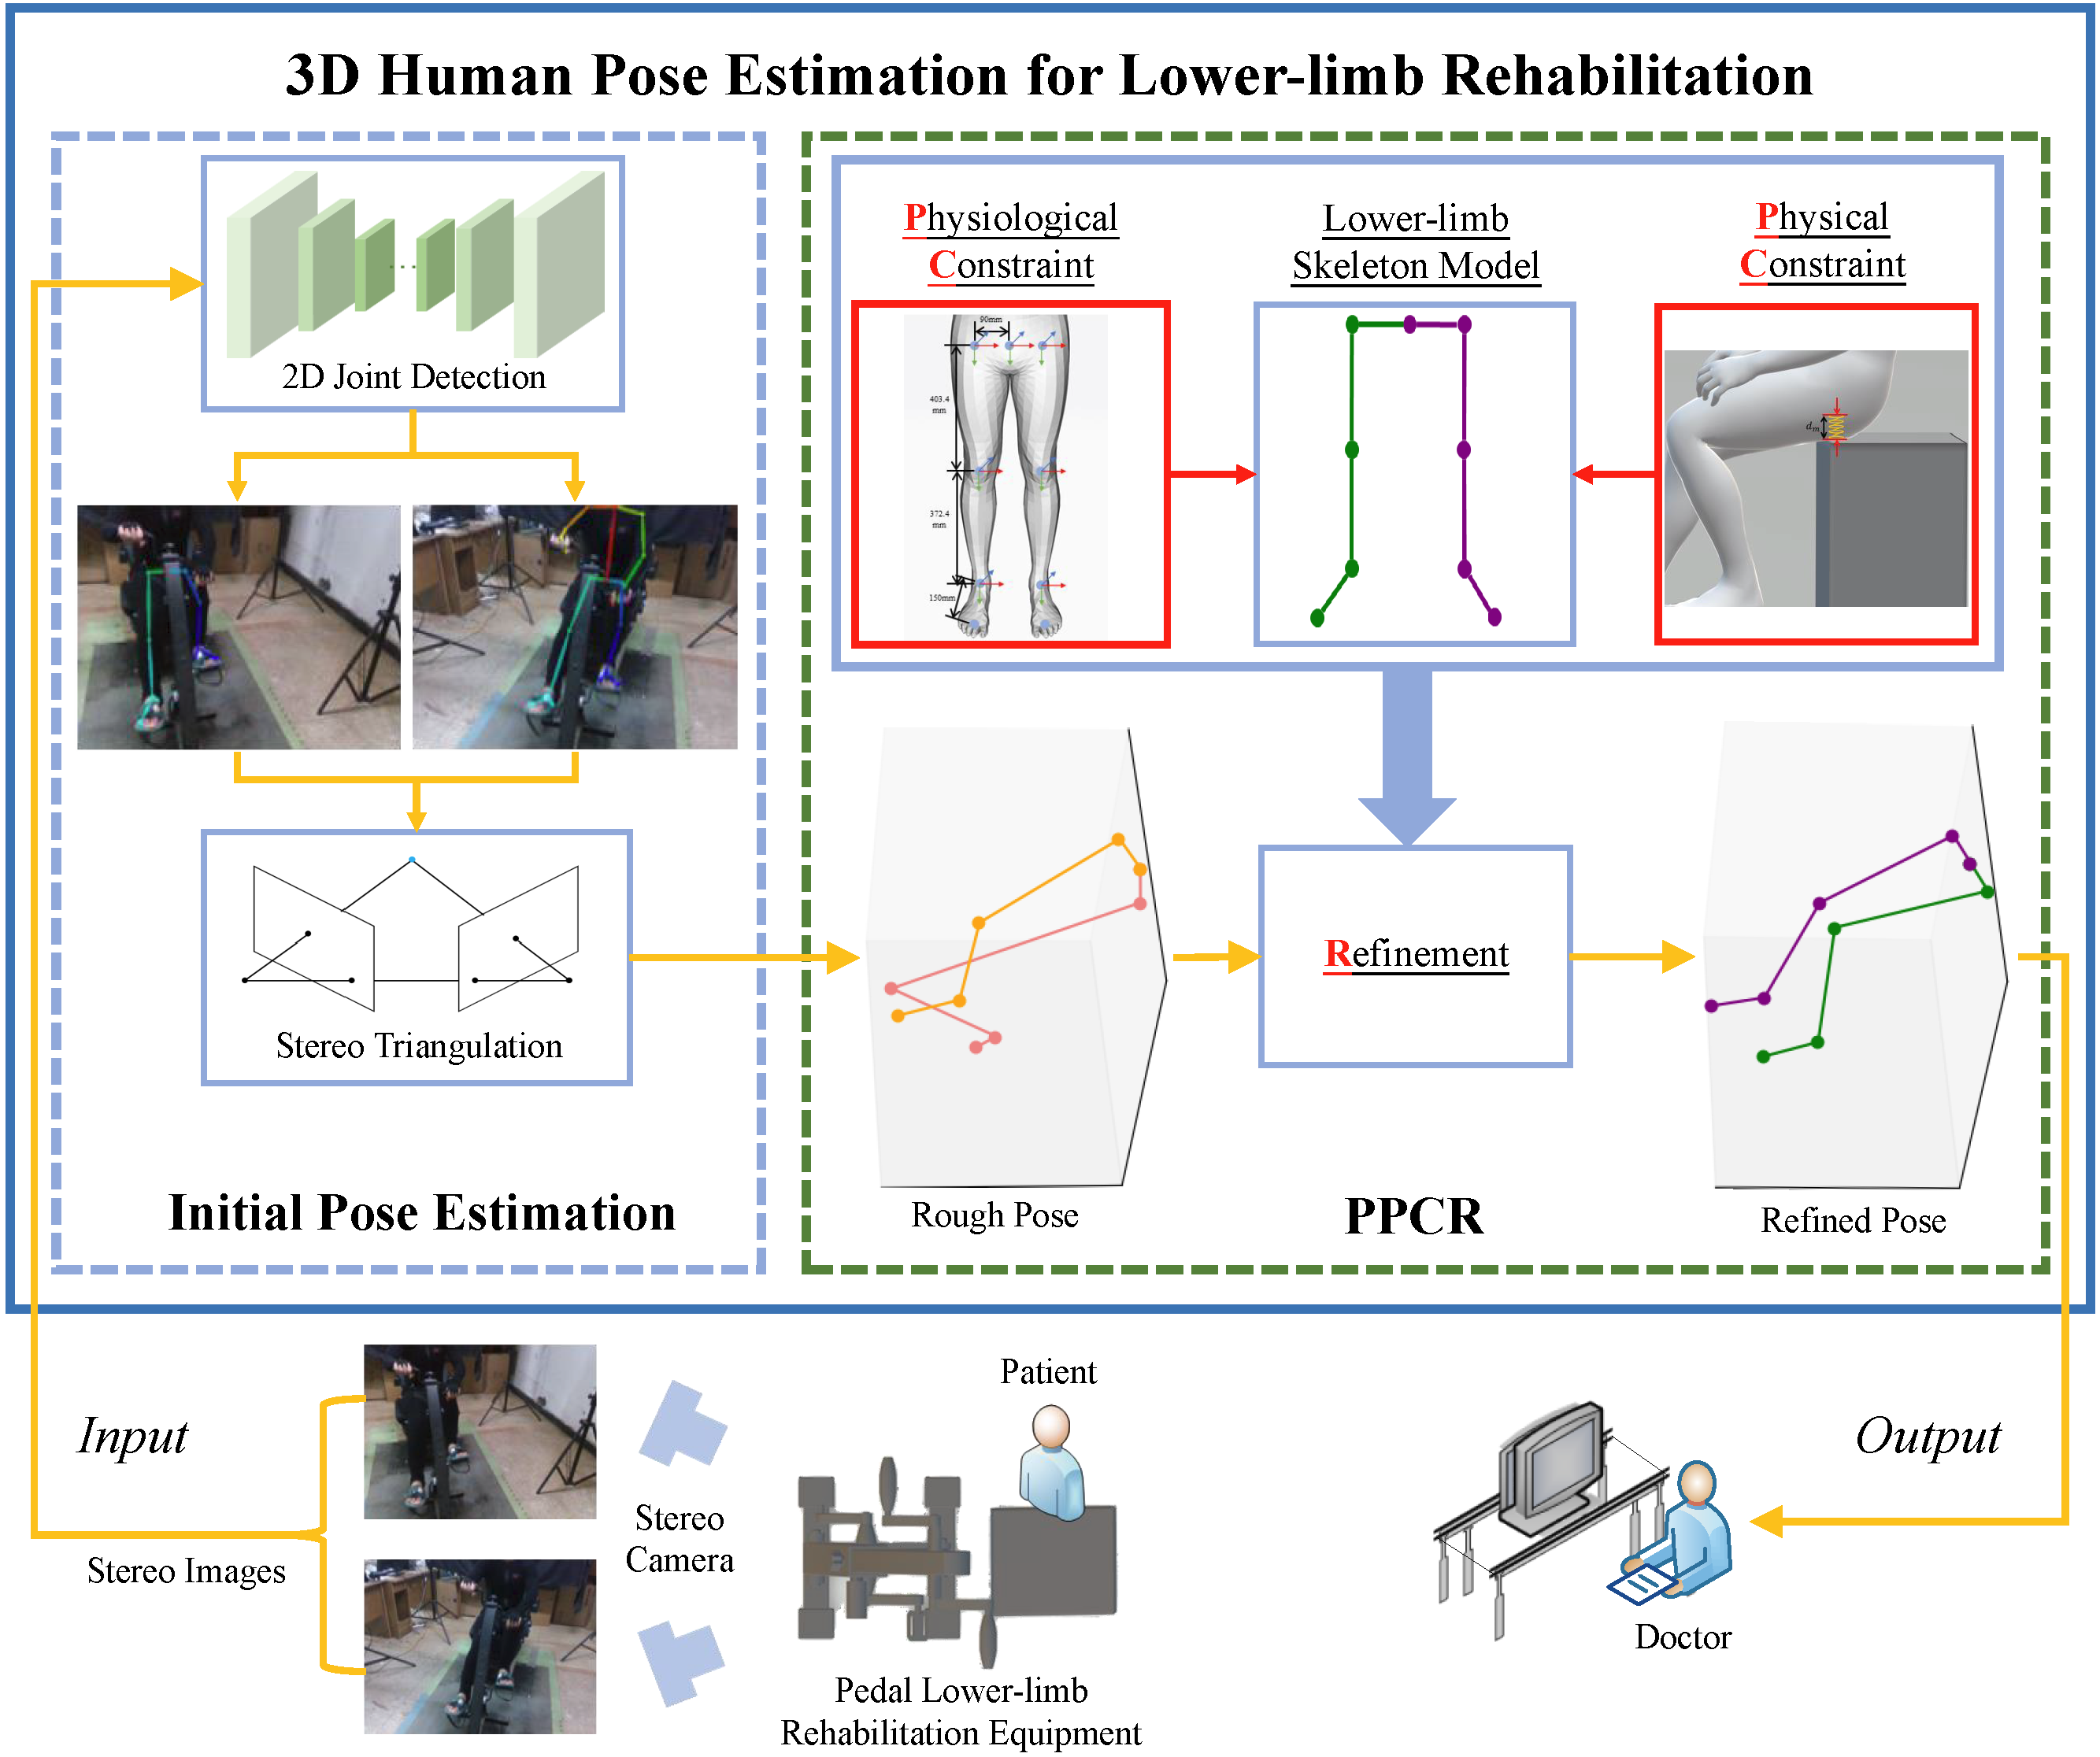 3D Human Pose Estimation for Lower-limb Rehabilitation
2D Joint Detection
Stereo Triangulation
Initial Pose Estimation
Physiological
Constraint
Lower-limb
Skeleton Model
Physical
Constraint
90mm
403.4
mm
372.4
mm
150mm
dm
Rough Pose
Refinement
PPCR
Refined Pose
Input
Stereo Images
Stereo
Camera
Patient
Pedal Lower-limb
Rehabilitation Equipment
Output
Doctor